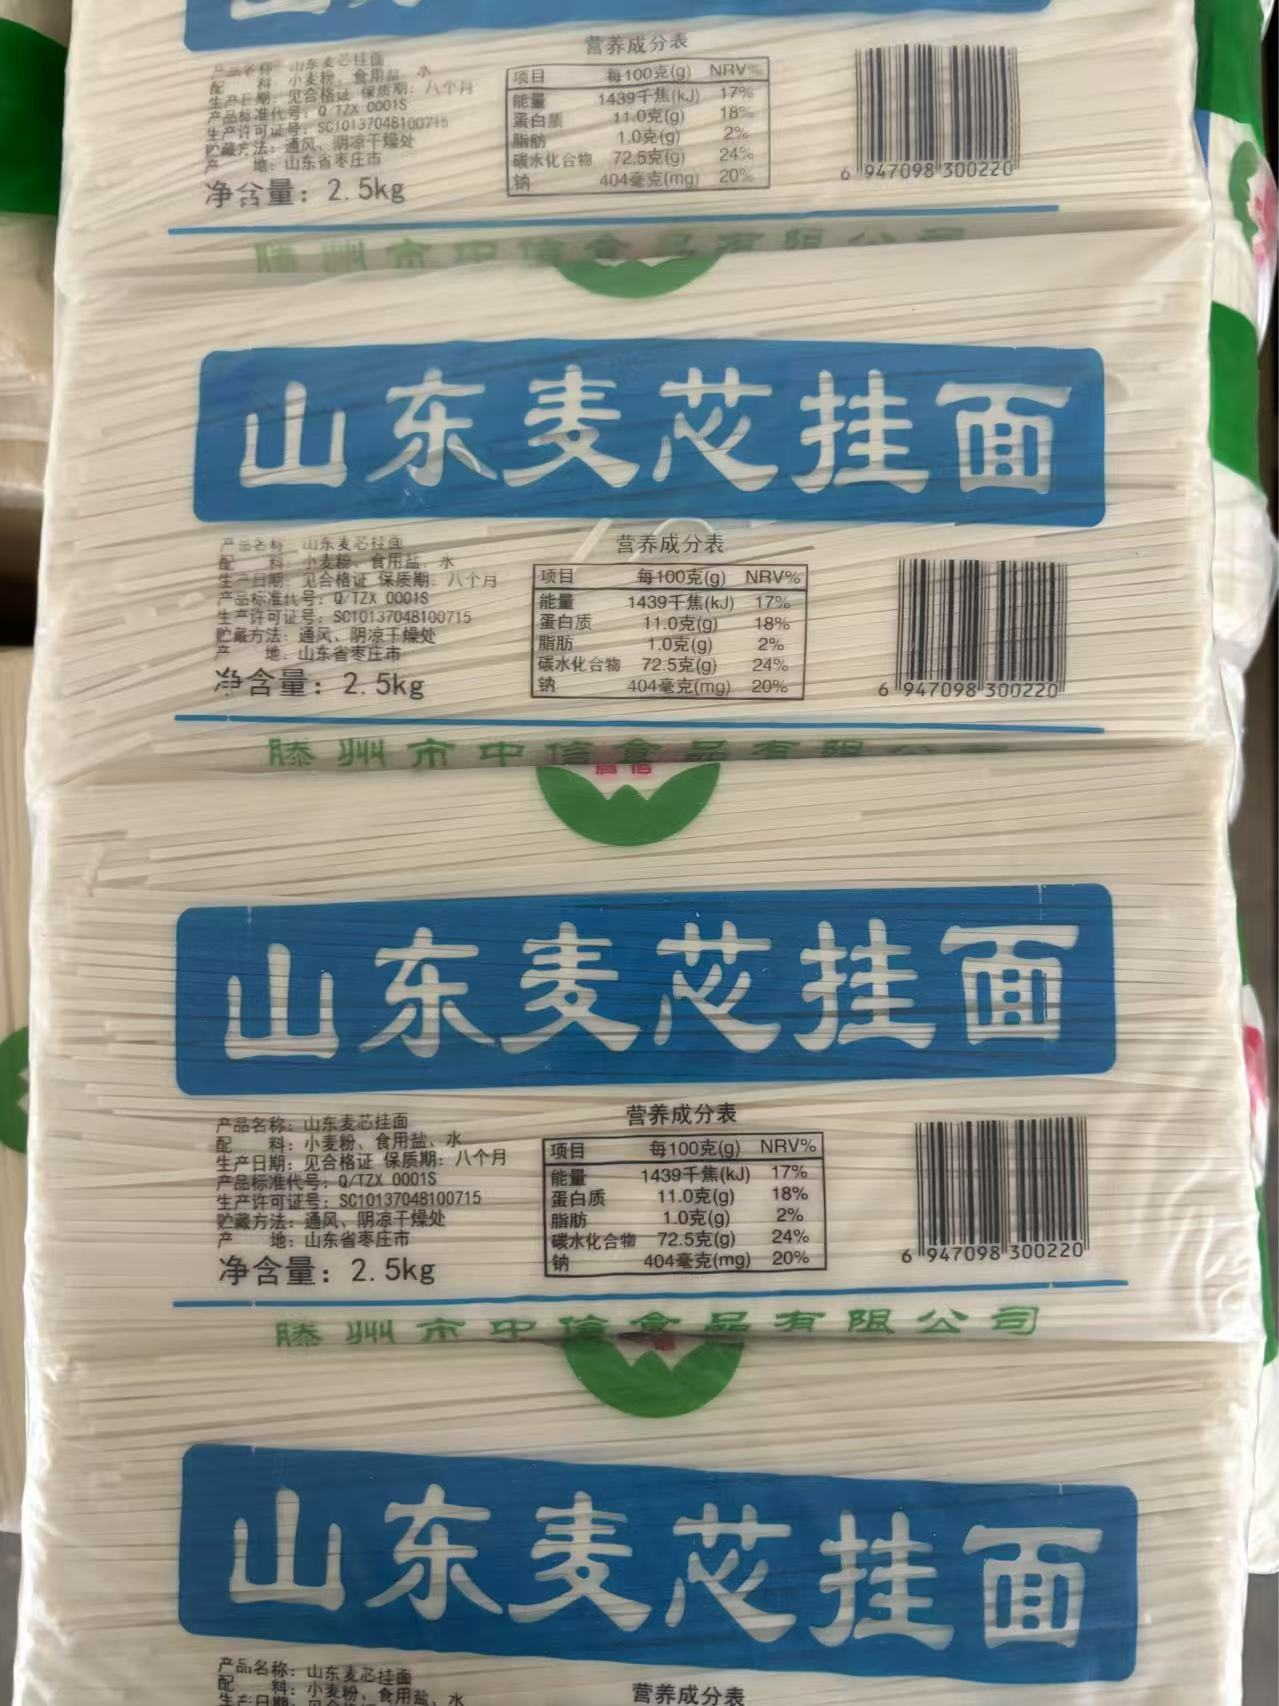 营养成分表
产品名称：山东麦芯挂面
配 料：小麦粉、食用盐、水
生产日期：见合格证 保质期：八个月
产品标准代号：Q/TZX 0001S
生产许可证号：SC10137048100715
贮藏方法：通风、阴凉干燥处
产 地：山东省枣庄市
净含量：2.5kg
项目 每100克(g) NRV%
能量 1439千焦(kJ) 17%
蛋白质 11.0克(g) 18%
脂肪 1.0克(g) 2%
碳水化合物 72.5克(g) 24%
钠 404毫克(mg) 20%
6 947098 300220
滕州市中信食品有限公司
山东麦芯挂面
产品名称：山东麦芯挂面
配 料：小麦粉、食用盐、水
生产日期：见合格证 保质期：八个月
产品标准代号：Q/TZX 0001S
生产许可证号：SC10137048100715
贮藏方法：通风、阴凉干燥处
产 地：山东省枣庄市
净含量：2.5kg
营养成分表
项目 每100克(g) NRV%
能量 1439千焦(kJ) 17%
蛋白质 11.0克(g) 18%
脂肪 1.0克(g) 2%
碳水化合物 72.5克(g) 24%
钠 404毫克(mg) 20%
6 947098 300220
滕州市中信食品有限公
山东麦芯挂面
产品名称：山东麦芯挂面
配 料：小麦粉、食用盐、水
生产日期：见合格证 保质期：八个月
产品标准代号：Q/TZX 0001S
生产许可证号：SC10137048100715
贮藏方法：通风、阴凉干燥处
产 地：山东省枣庄市
净含量：2.5kg
营养成分表
项目 每100克(g) NRV%
能量 1439千焦(kJ) 17%
蛋白质 11.0克(g) 18%
脂肪 1.0克(g) 2%
碳水化合物 72.5克(g) 24%
钠 404毫克(mg) 20%
6 947098 300220
滕州市中信食品有限公司
山东麦芯挂面
产品名称：山东麦芯挂面
配 料：小麦粉、食用盐、水
营养成分表